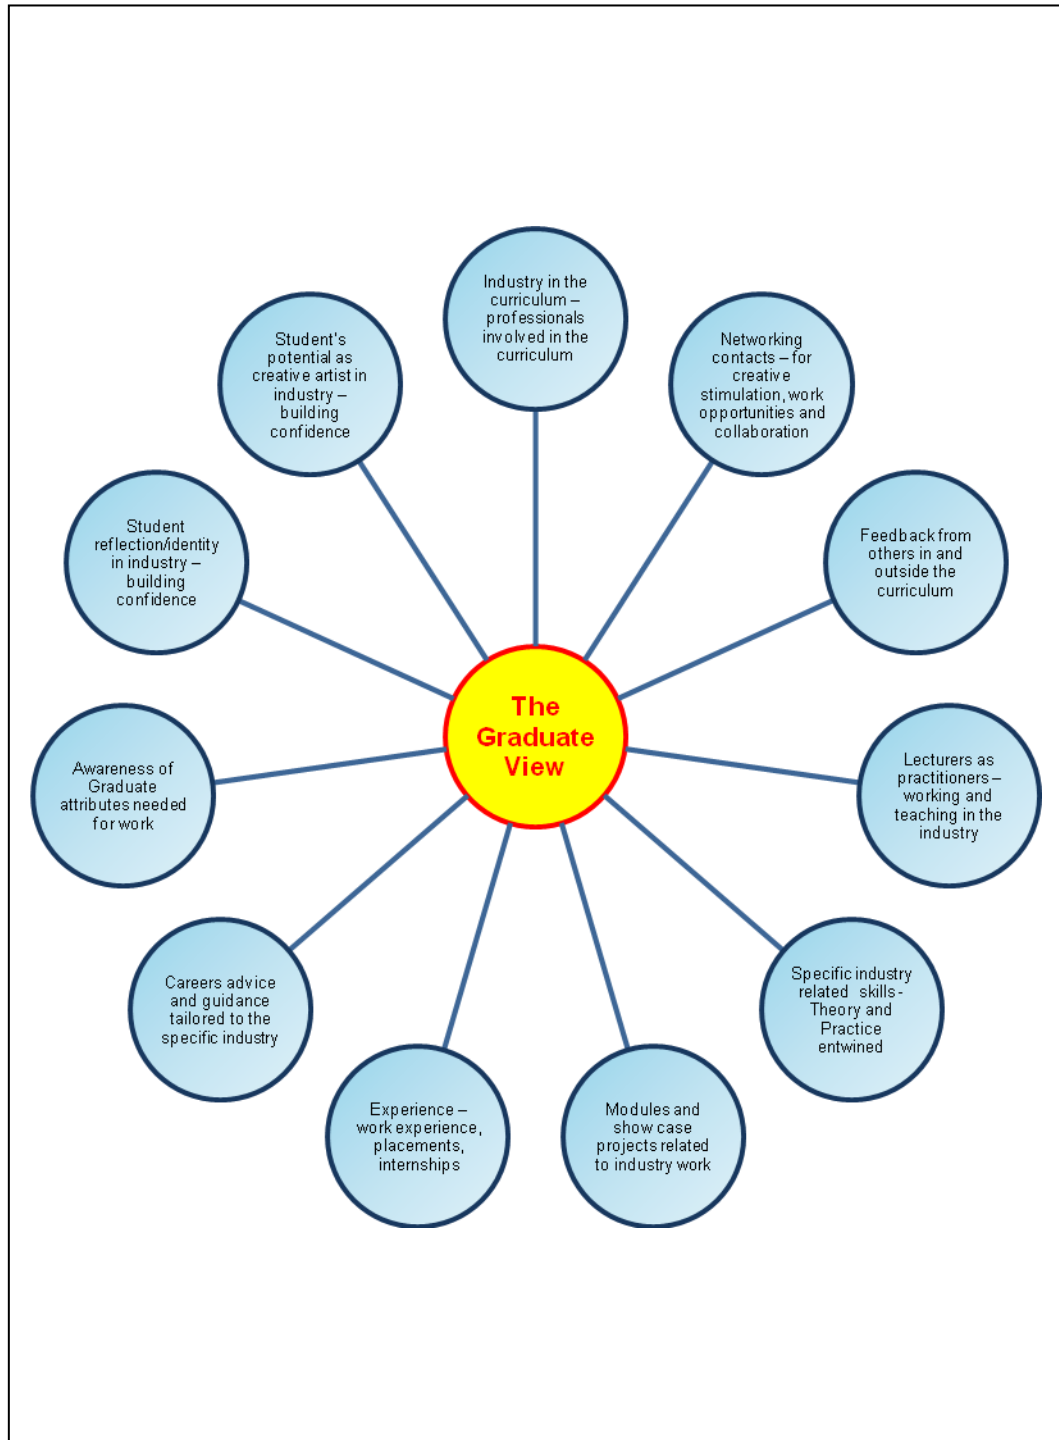 Industry in the
curriculum –
professionals
involved in the
curriculum
Networking
contacts – for
creative
stimulation, work
opportunities and
collaboration
Feedback from
others in and
outside the
curriculum
Lecturers as
practitioners –
working and
teaching in the
industry
Specific industry
related skills-
Theory and
Practice
entwined
Modules and
show case
projects related
to industry work
Experience –
work experience,
placements,
internships
Careers advice
and guidance
tailored to the
specific industry
Awareness of
Graduate
attributes needed
for work
Student
reflection/identity
in industry –
building
confidence
Student's
potential as
creative artist in
industry –
building
confidence
The
Graduate
View